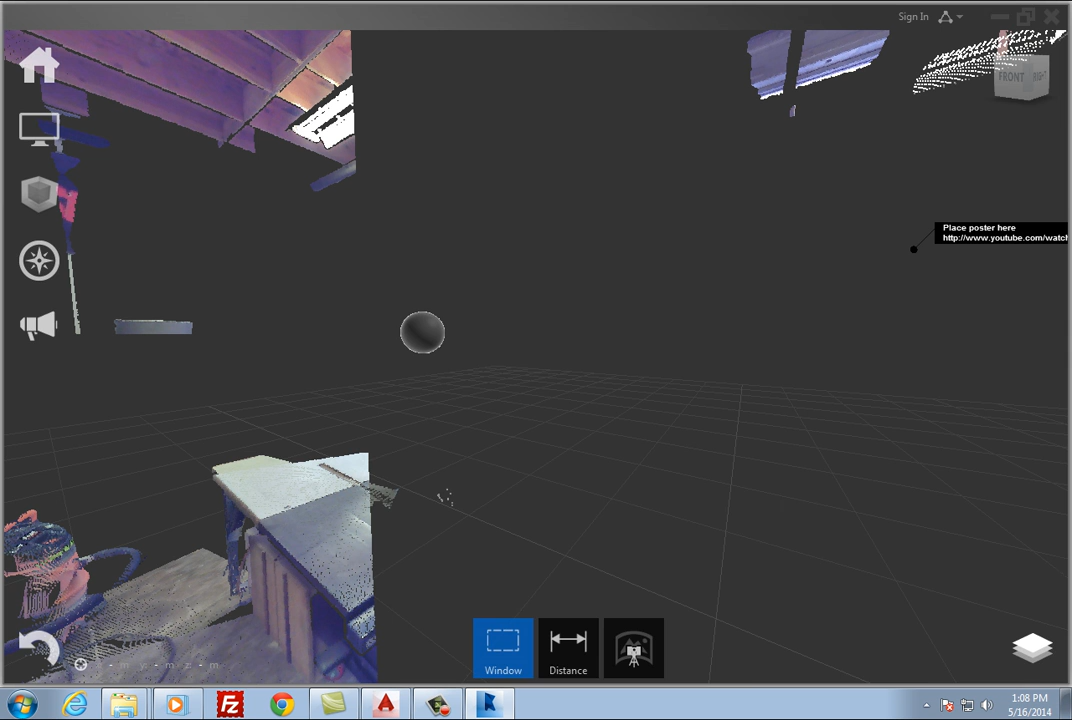 Sign In
FRONT
Place poster here
http://www.youtube.com/watch
- m y: - m z: - m
Window
Distance
Fz
1:08 PM
5/16/2014